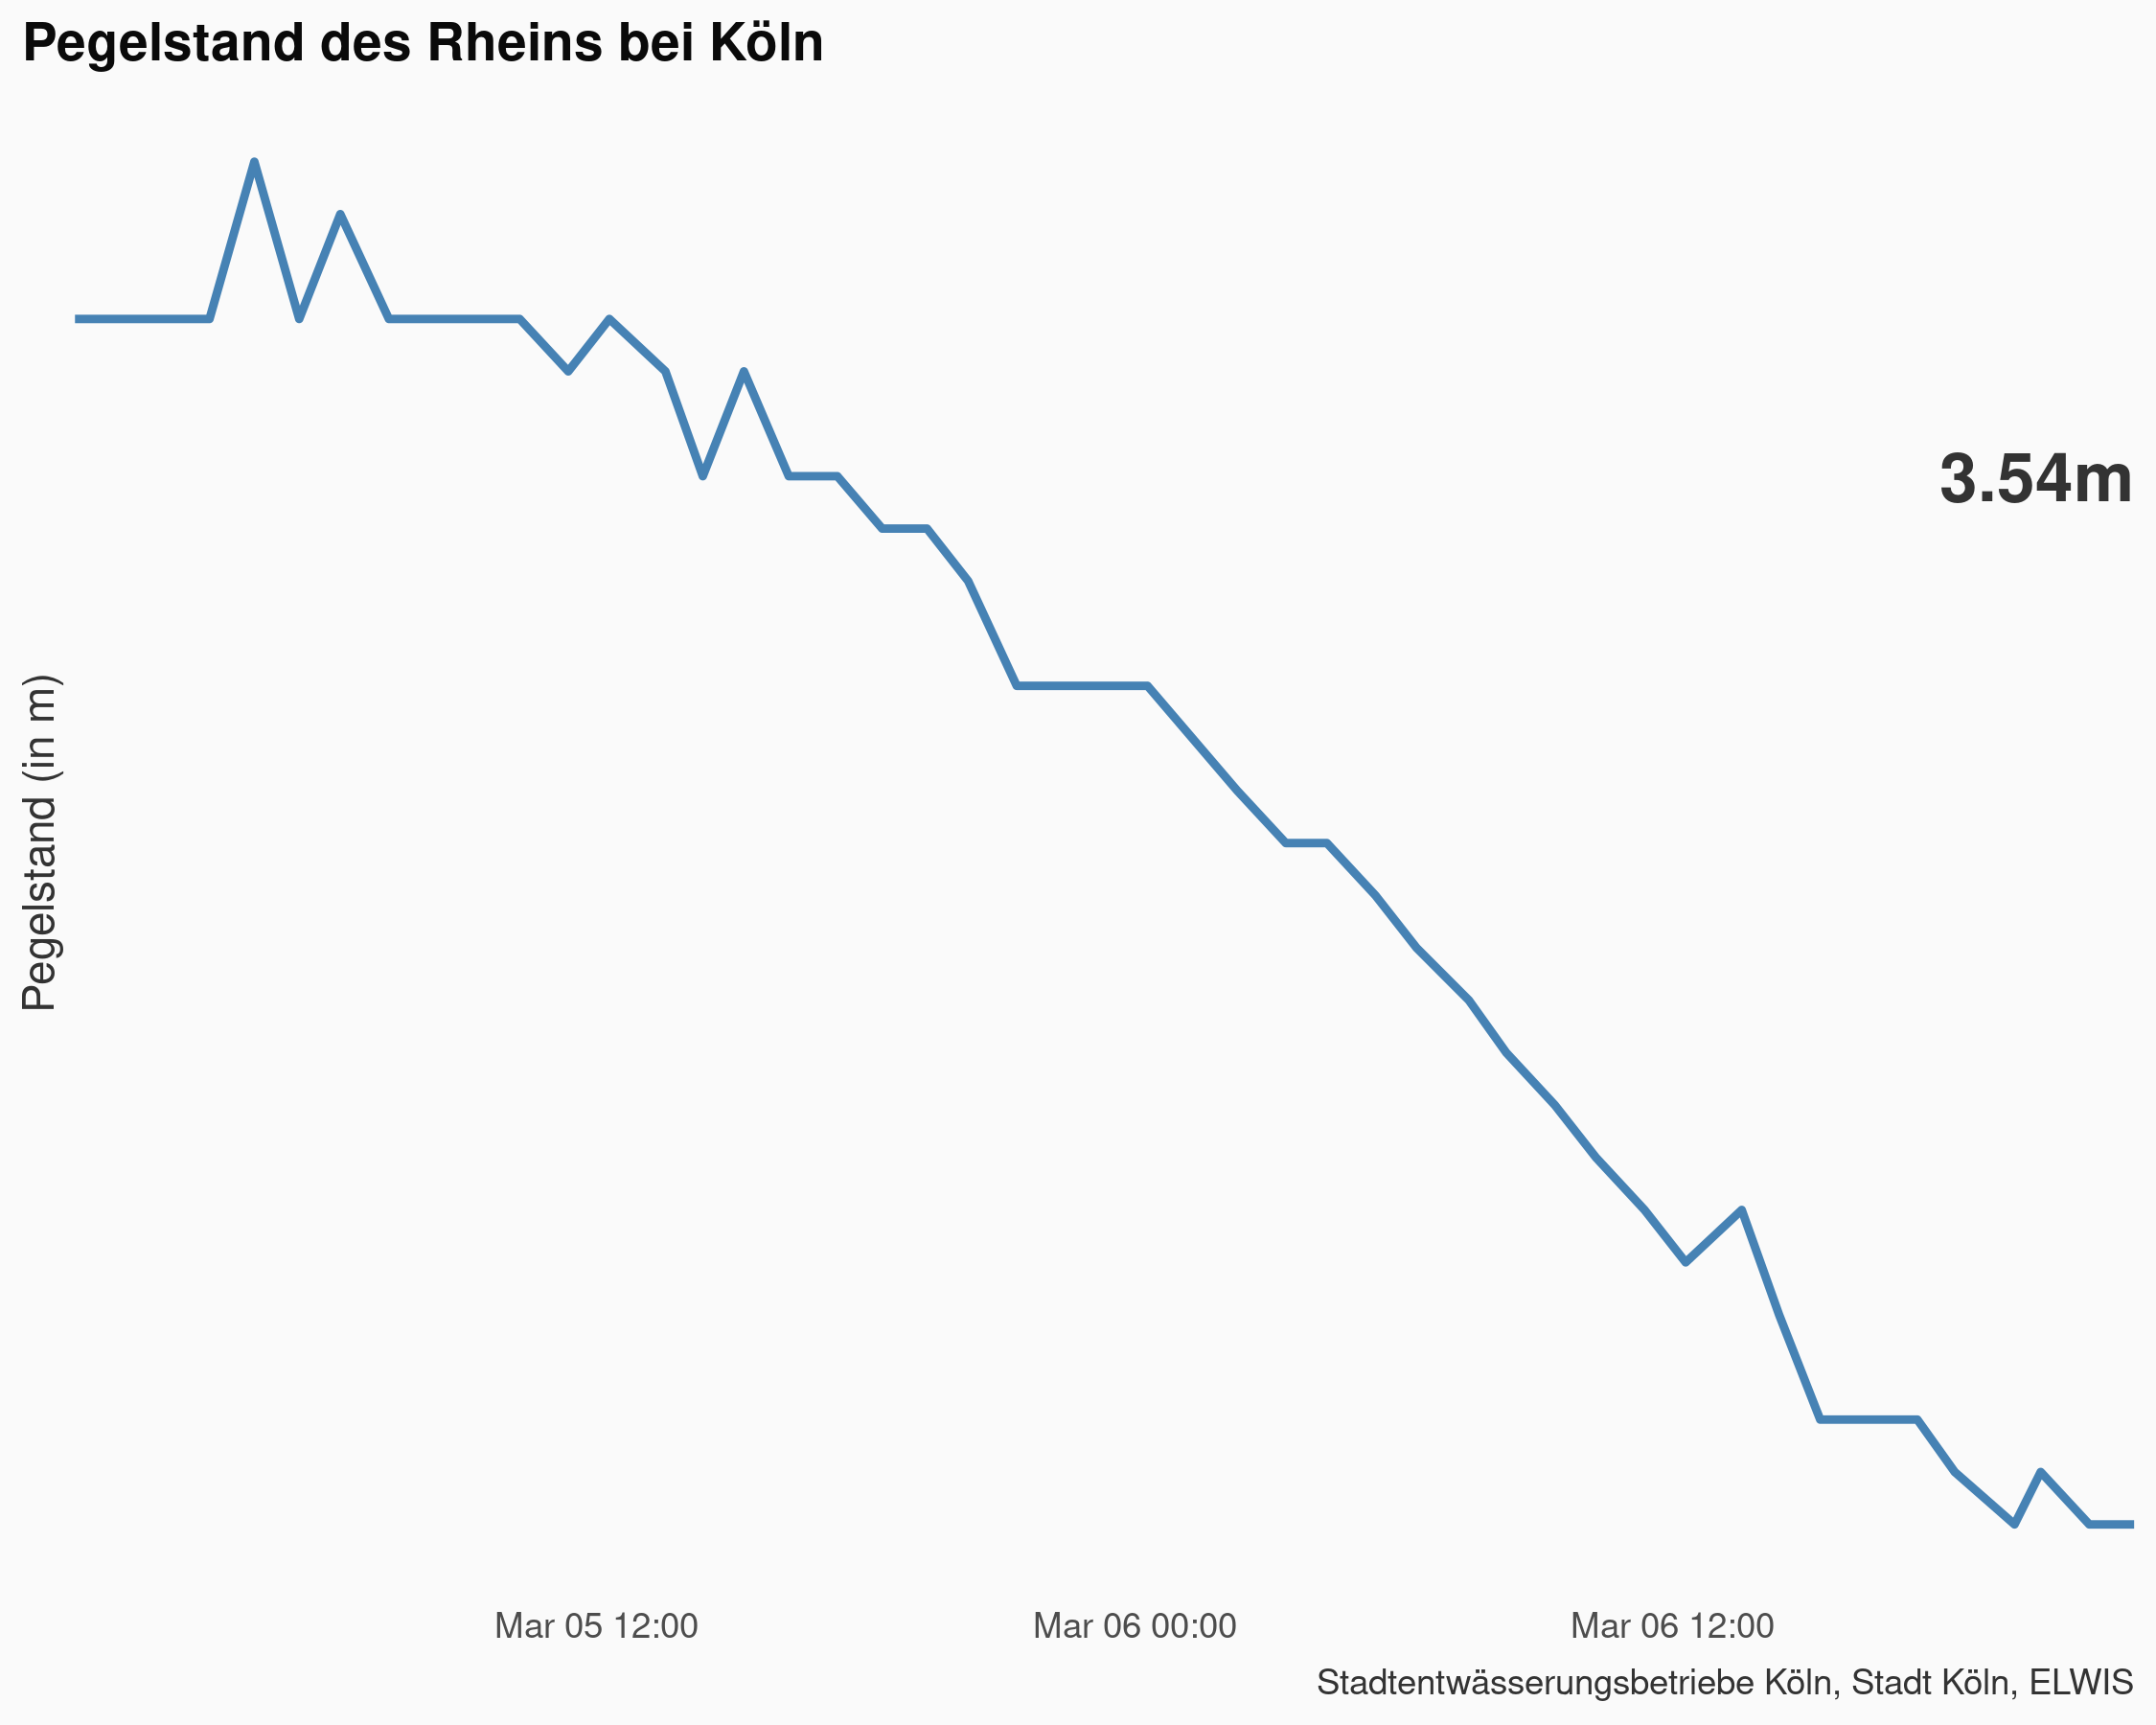 Pegelstand des Rheins bei Köln
3.54m
Pegelstand (in m)
Mar 05 12:00
Mar 06 00:00
Mar 06 12:00
Stadtentwässerungsbetriebe Köln, Stadt Köln, ELWIS